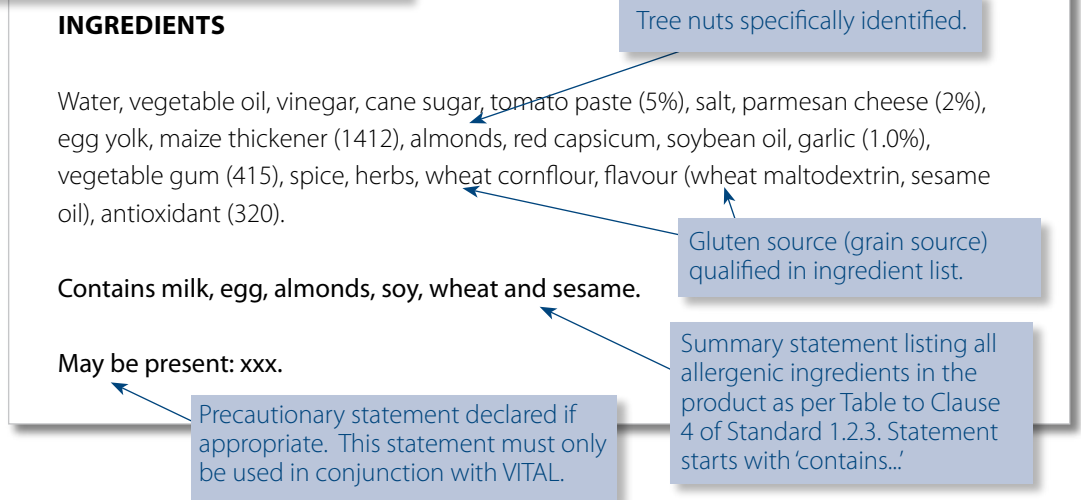 Tree nuts specifically identified.
INGREDIENTS
Water, vegetable oil, vinegar, cane sugar, tomato paste (5%), salt, parmesan cheese (2%),
egg yolk, maize thickener (1412), almonds, red capsicum, soybean oil, garlic (1.0%),
vegetable gum (415), spice, herbs, wheat cornflour, flavour (wheat maltodextrin, sesame
oil), antioxidant (320).
Gluten source (grain source)
qualified in ingredient list.
Contains milk, egg, almonds, soy, wheat and sesame.
Summary statement listing all
allergenic ingredients in the
product as per Table to Clause
4 of Standard 1.2.3. Statement
starts with ‘contains...’
May be present: xxx.
Precautionary statement declared if
appropriate. This statement must only
be used in conjunction with VITAL.